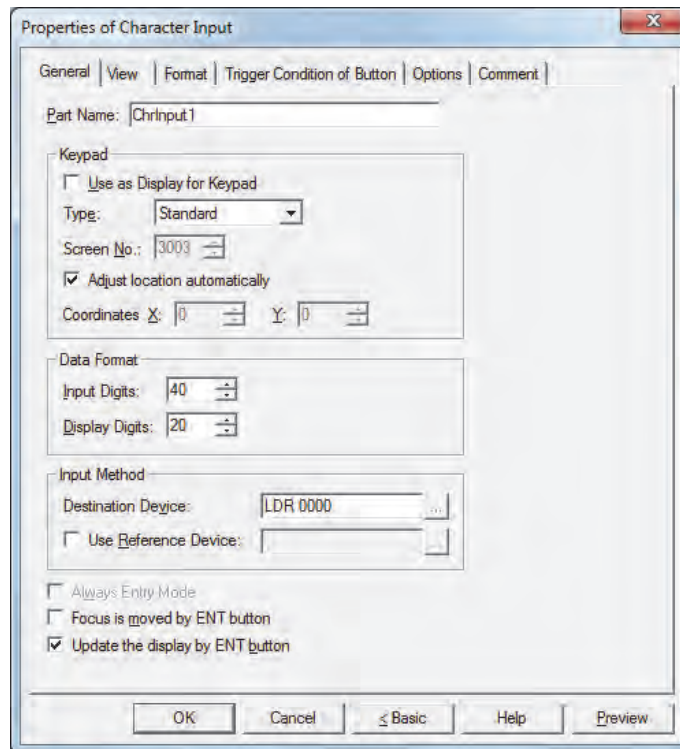 Properties of Character Input
General View Format Trigger Condition of Button Options Comment
Part Name: ChrInput1
Keypad
Use as Display for Keypad
Type: Standard
Screen No.: 3003
Adjust location automatically
Coordinates X: 0 Y: 0
Data Format
Input Digits: 40
Display Digits: 20
Input Method
Destination Device: LDR 0000 ...
Use Reference Device: ...
Always Entry Mode
Focus is moved by ENT button
Update the display by ENT button
OK Cancel < Basic Help Preview